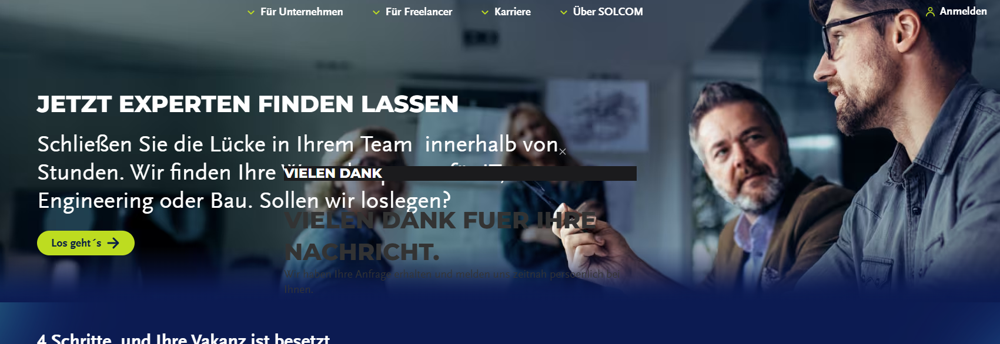 Für Unternehmen
Für Freelancer
Karriere
Über SOLCOM
Anmelden
JETZT EXPERTEN FINDEN LASSEN
Schließen Sie die Lücke in Ihrem Team innerhalb von
Stunden. Wir finden Ihre
Engineering oder Bau. Sollen wir loslegen?
Los geht´s
VIELEN DANK
VIELEN DANK FUER IHRE
NACHRICHT.
Wir haben Ihre Anfrage erhalten und melden uns zeitnah persoenlich bei
Ihnen.
4 Schritte, und Ihre Vakanz ist besetzt